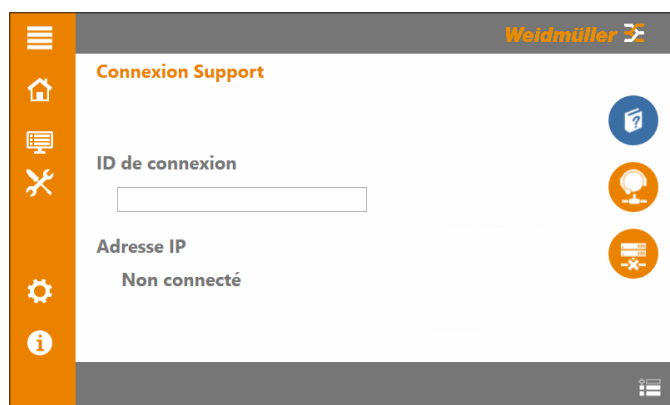 Weidmüller
Connexion Support
ID de connexion
Adresse IP
Non connecté